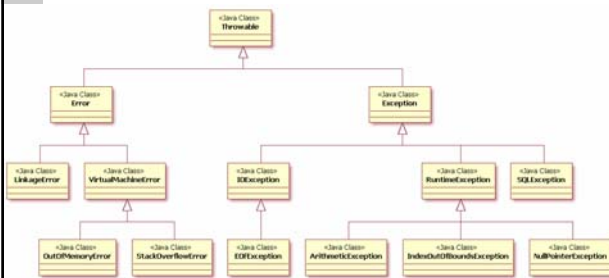 «Java Class»
Throwable
«Java Class»
Error
«Java Class»
Exception
«Java Class»
LinkageError
«Java Class»
VirtualMachineError
«Java Class»
IOException
«Java Class»
RuntimeException
«Java Class»
SQLException
«Java Class»
OutOfMemoryError
«Java Class»
StackOverflowError
«Java Class»
EOFException
«Java Class»
ArithmeticException
«Java Class»
IndexOutOfBoundsException
«Java Class»
NullPointerException